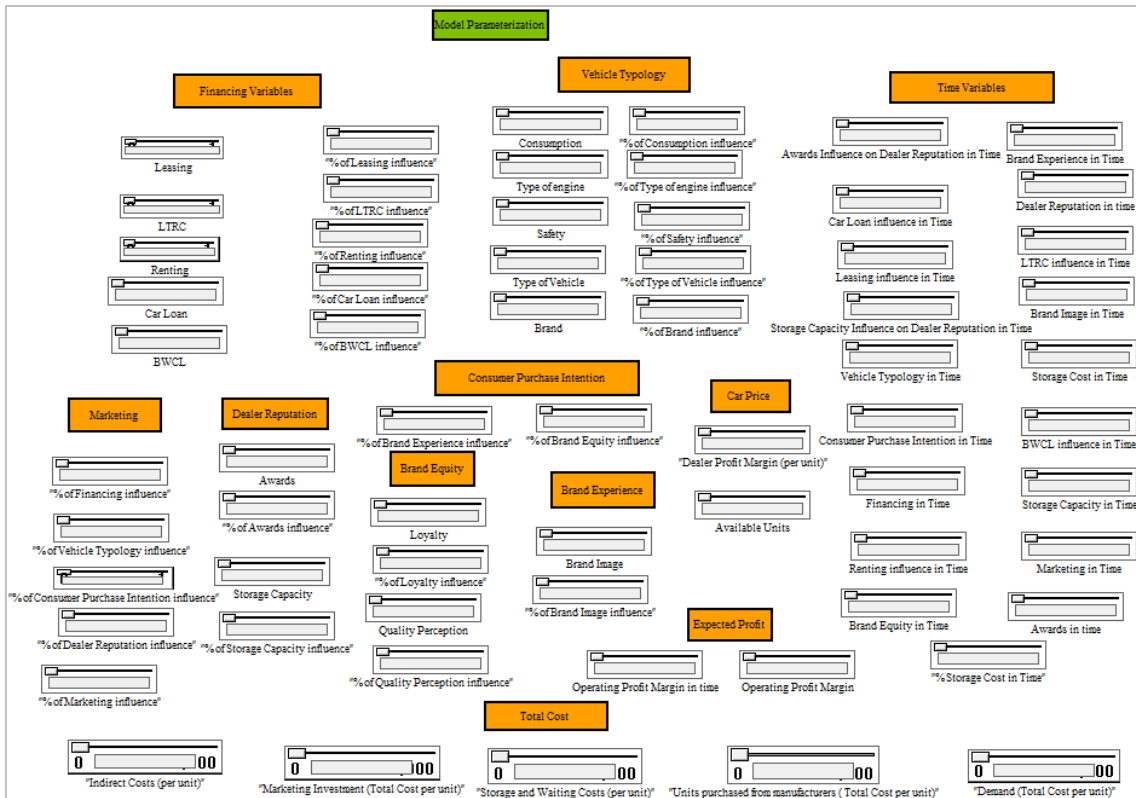 Model Parameterization
Financing Variables
Leasing
"% of Leasing influence"
LTRC
"% of LTRC influence"
Renting
"% of Renting influence"
Car Loan
"% of Car Loan influence"
BWCL
"% of BWCL influence"
Vehicle Typology
Consumption
"% of Consumption influence"
Type of engine
"% of Type of engine influence"
Safety
"% of Safety influence"
Type of Vehicle
"% of Type of Vehicle influence"
Brand
"% of Brand influence"
Time Variables
Awards Influence on Dealer Reputation in Time
Brand Experience in Time
Car Loan influence in Time
Dealer Reputation in time
Leasing influence in Time
LTRC influence in Time
Storage Capacity Influence on Dealer Reputation in Time
Brand Image in Time
Vehicle Typology in Time
Storage Cost in Time
Consumer Purchase Intention in Time
BWCL influence in Time
Financing in Time
Storage Capacity in Time
Renting influence in Time
Marketing in Time
Brand Equity in Time
Awards in time
"% Storage Cost in Time"
Marketing
"% of Financing influence"
"% of Vehicle Typology influence"
"% of Consumer Purchase Intention influence"
"% of Dealer Reputation influence"
"% of Marketing influence"
Dealer Reputation
Awards
"% of Awards influence"
Storage Capacity
"% of Storage Capacity influence"
Consumer Purchase Intention
"% of Brand Experience influence"
"% of Brand Equity influence"
Brand Equity
Loyalty
"% of Loyalty influence"
Quality Perception
"% of Quality Perception influence"
Brand Experience
Brand Image
"% of Brand Image influence"
Car Price
"Dealer Profit Margin (per unit)"
Available Units
Expected Profit
Operating Profit Margin in time
Operating Profit Margin
Total Cost
0 00
"Indirect Costs (per unit)"
0 00
"Marketing Investment (Total Cost per unit)"
0 00
"Storage and Waiting Costs (per unit)"
0 00
"Units purchased from manufacturers ( Total Cost per unit)"
0 00
"Demand (Total Cost per unit)"